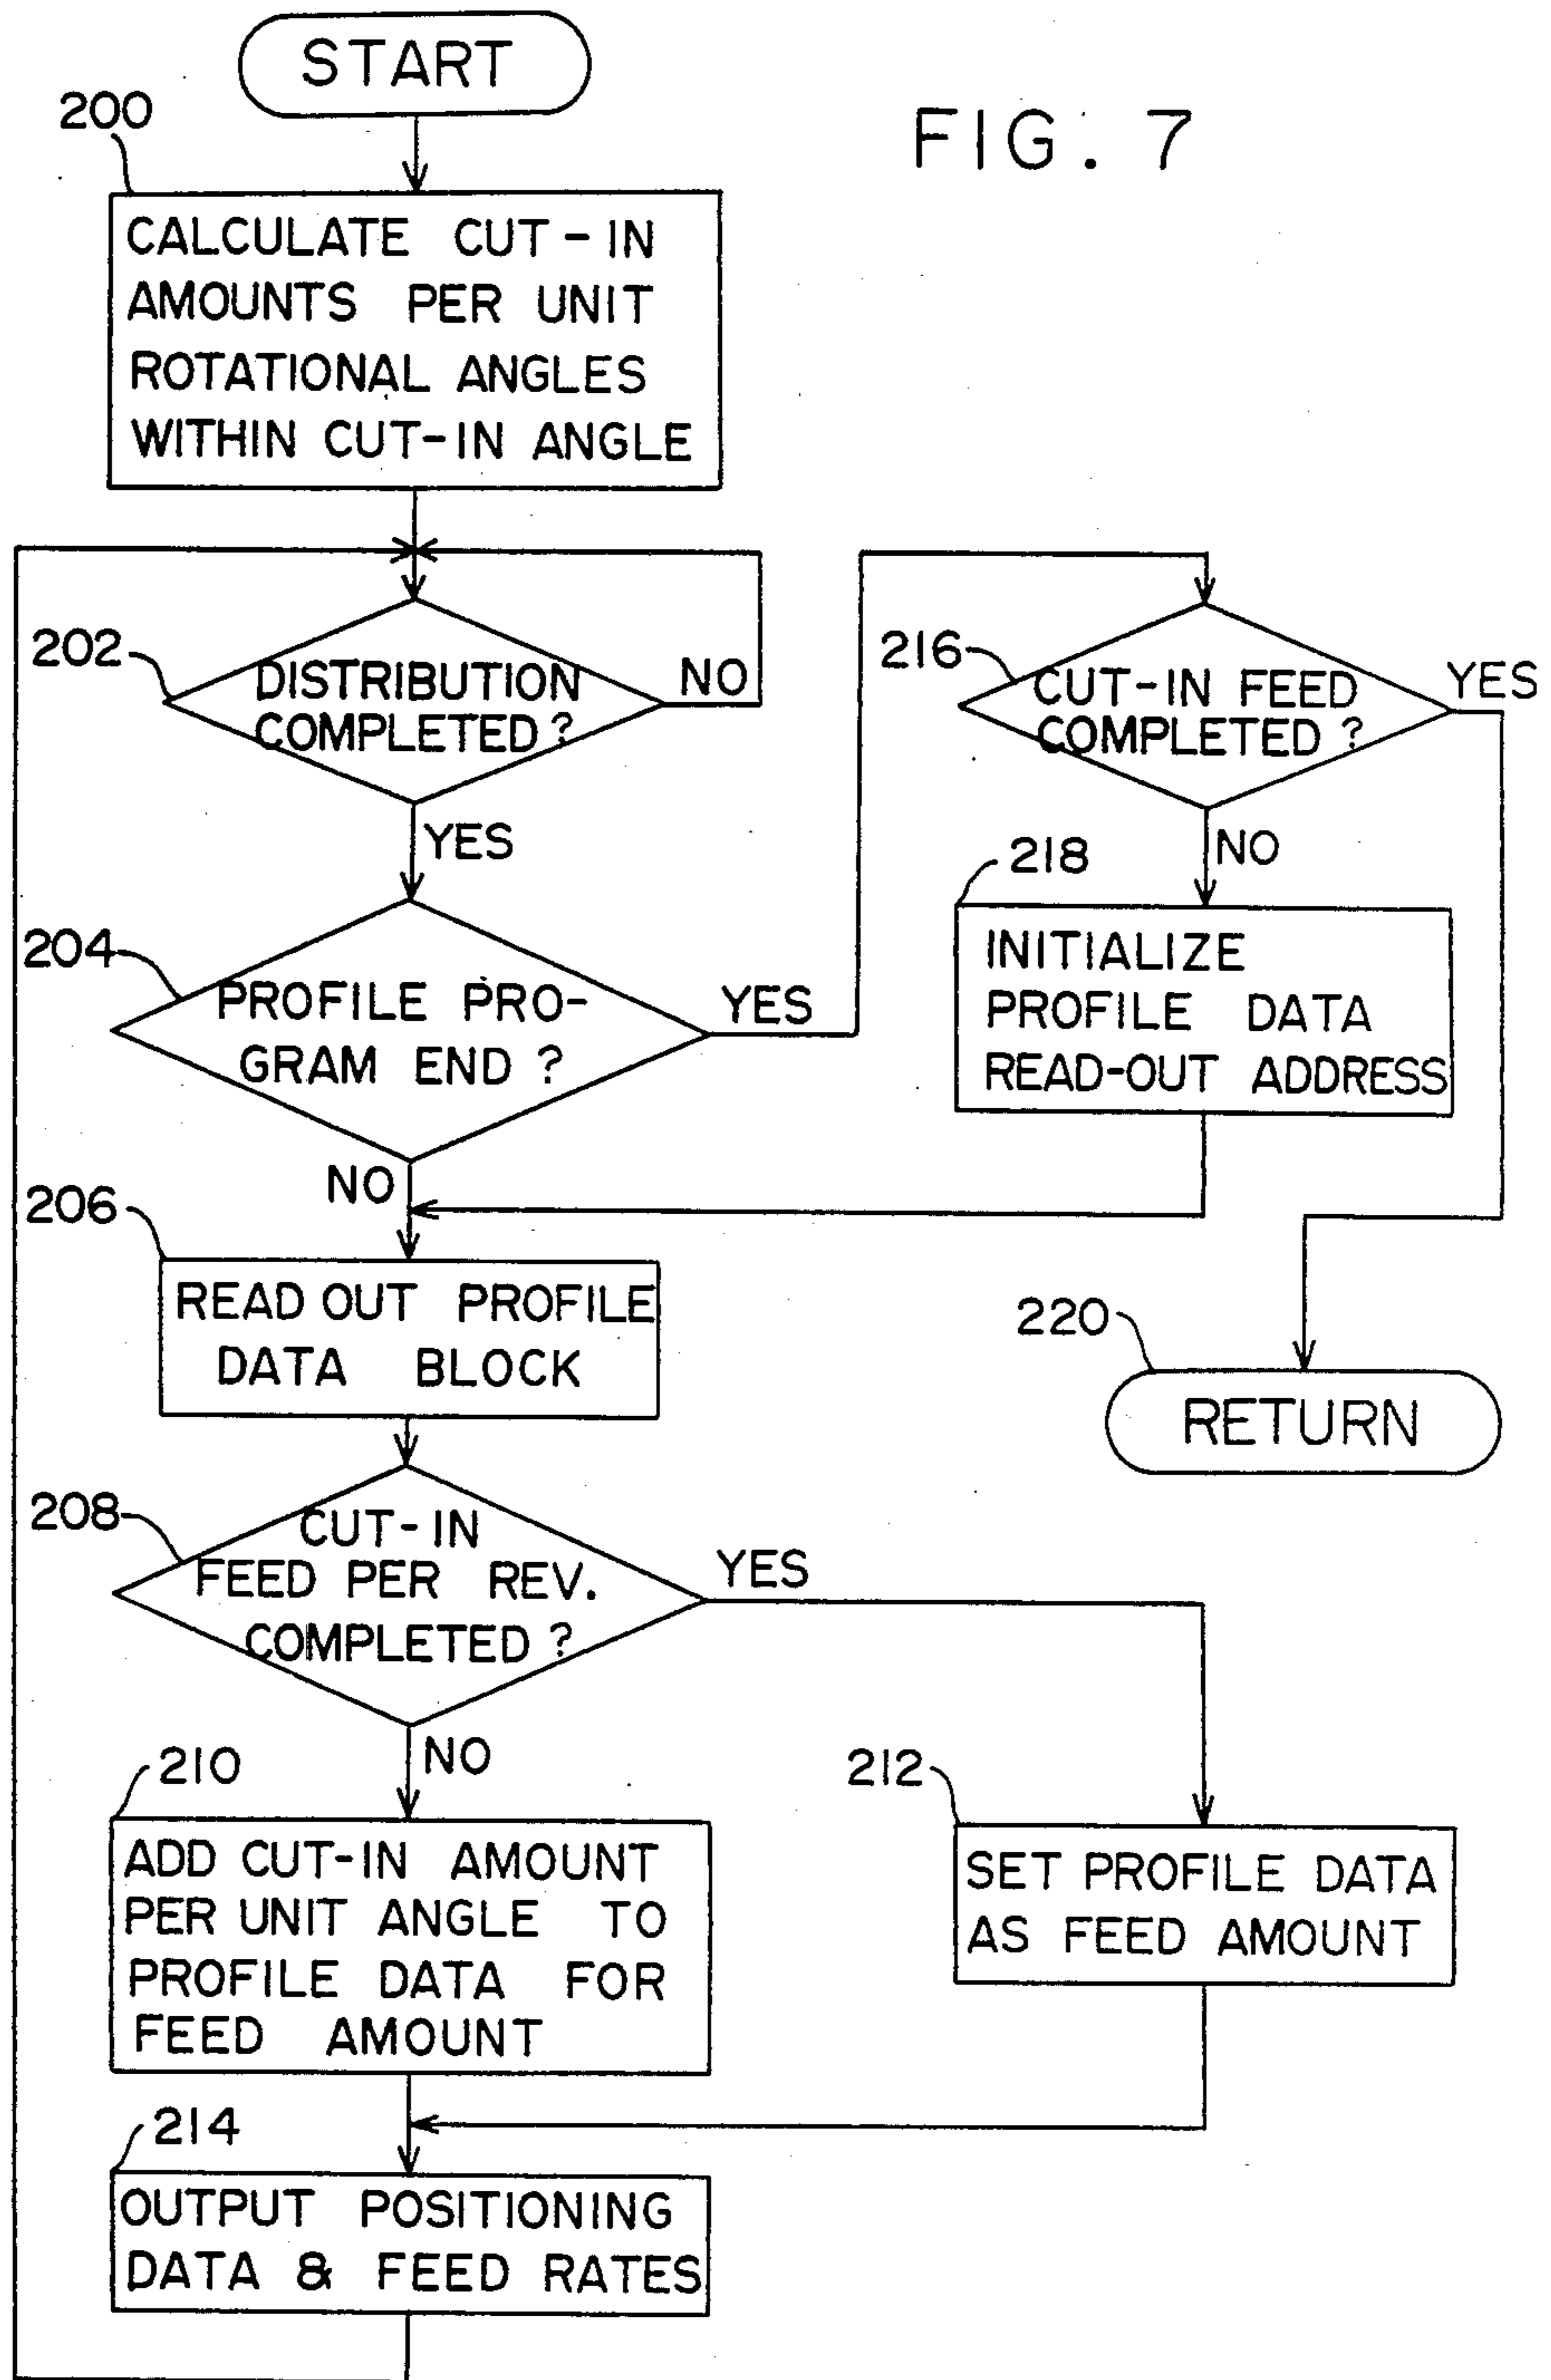 START
FIG. 7
200
CALCULATE CUT-IN
AMOUNTS PER UNIT
ROTATIONAL ANGLES
WITHIN CUT-IN ANGLE
202
DISTRIBUTION
COMPLETED?
NO
YES
204
PROFILE PRO-
GRAM END?
YES
NO
216
CUT-IN FEED
COMPLETED?
YES
NO
218
INITIALIZE
PROFILE DATA
READ-OUT ADDRESS
206
READ OUT PROFILE
DATA BLOCK
220
RETURN
208
CUT-IN
FEED PER REV.
COMPLETED?
YES
NO
210
ADD CUT-IN AMOUNT
PER UNIT ANGLE TO
PROFILE DATA FOR
FEED AMOUNT
212
SET PROFILE DATA
AS FEED AMOUNT
214
OUTPUT POSITIONING
DATA & FEED RATES